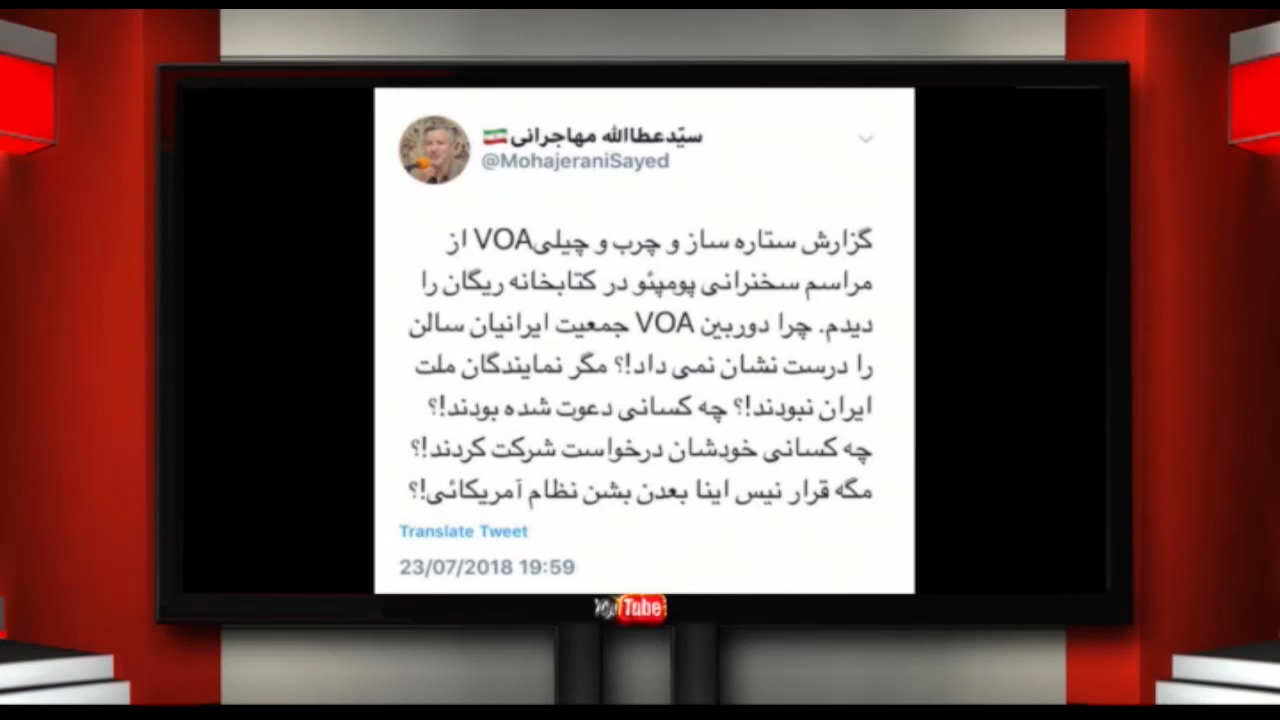 سیّدعطاالله مهاجرانی🇮🇷
@MohajeraniSayed
گزارش ستاره ساز و چرب و چیلیVOA از
مراسم سخنرانی پومپئو در کتابخانه ریگان را
دیدم. چرا دوربین VOA جمعیت ایرانیان سالن
را درست نشان نمی داد!؟ مگر نمایندگان ملت
ایران نبودند!؟ چه کسانی دعوت شده بودند!؟
چه کسانی خودشان درخواست شرکت کردند!؟
مگه قرار نیس اینا بعدن بشن نظام آمریکائی!؟
Translate Tweet
23/07/2018 19:59
YouTube